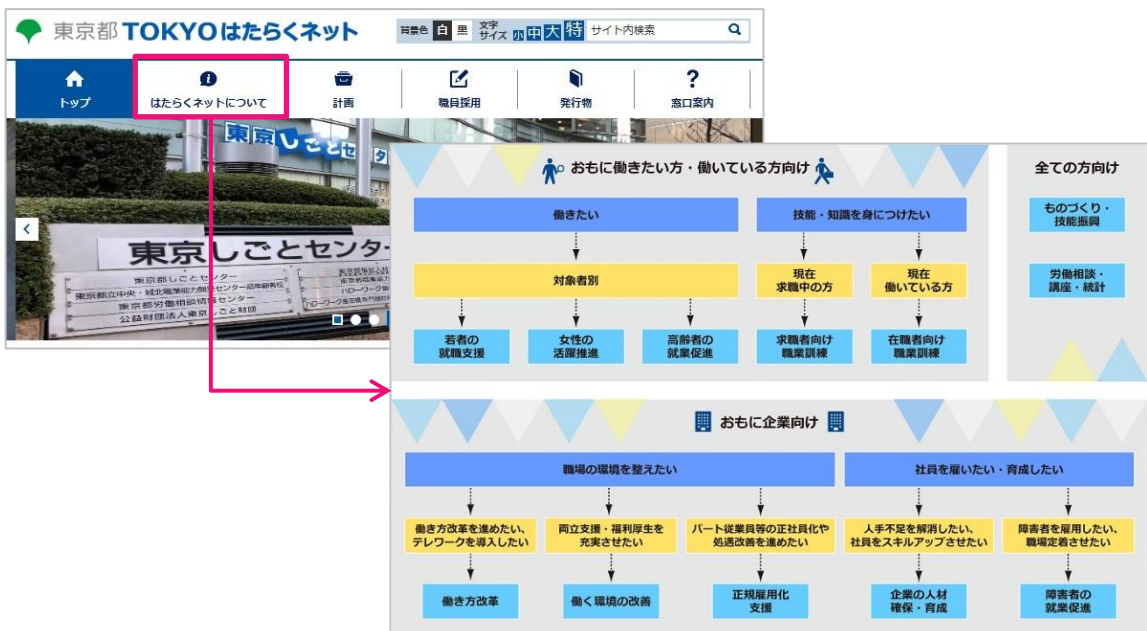 東京都 TOKYOはたらくネット
背景色 白 黒 文字サイズ 小 中 大 特 サイト内検索
トップ
はたらくネットについて
計画
職員採用
発行物
?
窓口案内
東京しごとセ
東京しごとセンター
東京都しごとセンター
東京都労働相談情報センター
公益財団法人東京しごと財団
おもに働きたい方・働いている方向け
全ての方向け
働きたい
技能・知識を身につけたい
ものづくり・
技能振興
対象者別
現在
求職中の方
現在
働いている方
労働相談・
講座・統計
若者の
就職支援
女性の
活躍推進
高齢者の
就業促進
求職者向け
職業訓練
在職者向け
職業訓練
おもに企業向け
職場の環境を整えたい
社員を雇いたい・育成したい
働き方改革を進めたい、
テレワークを導入したい
両立支援・福利厚生を
充実させたい
パート従業員等の正社員化や
処遇改善を進めたい
人手不足を解消したい、
社員をスキルアップさせたい
障害者を雇用したい、
職場定着させたい
働き方改革
働く環境の改善
正規雇用化
支援
企業の人材
確保・育成
障害者の
就業促進